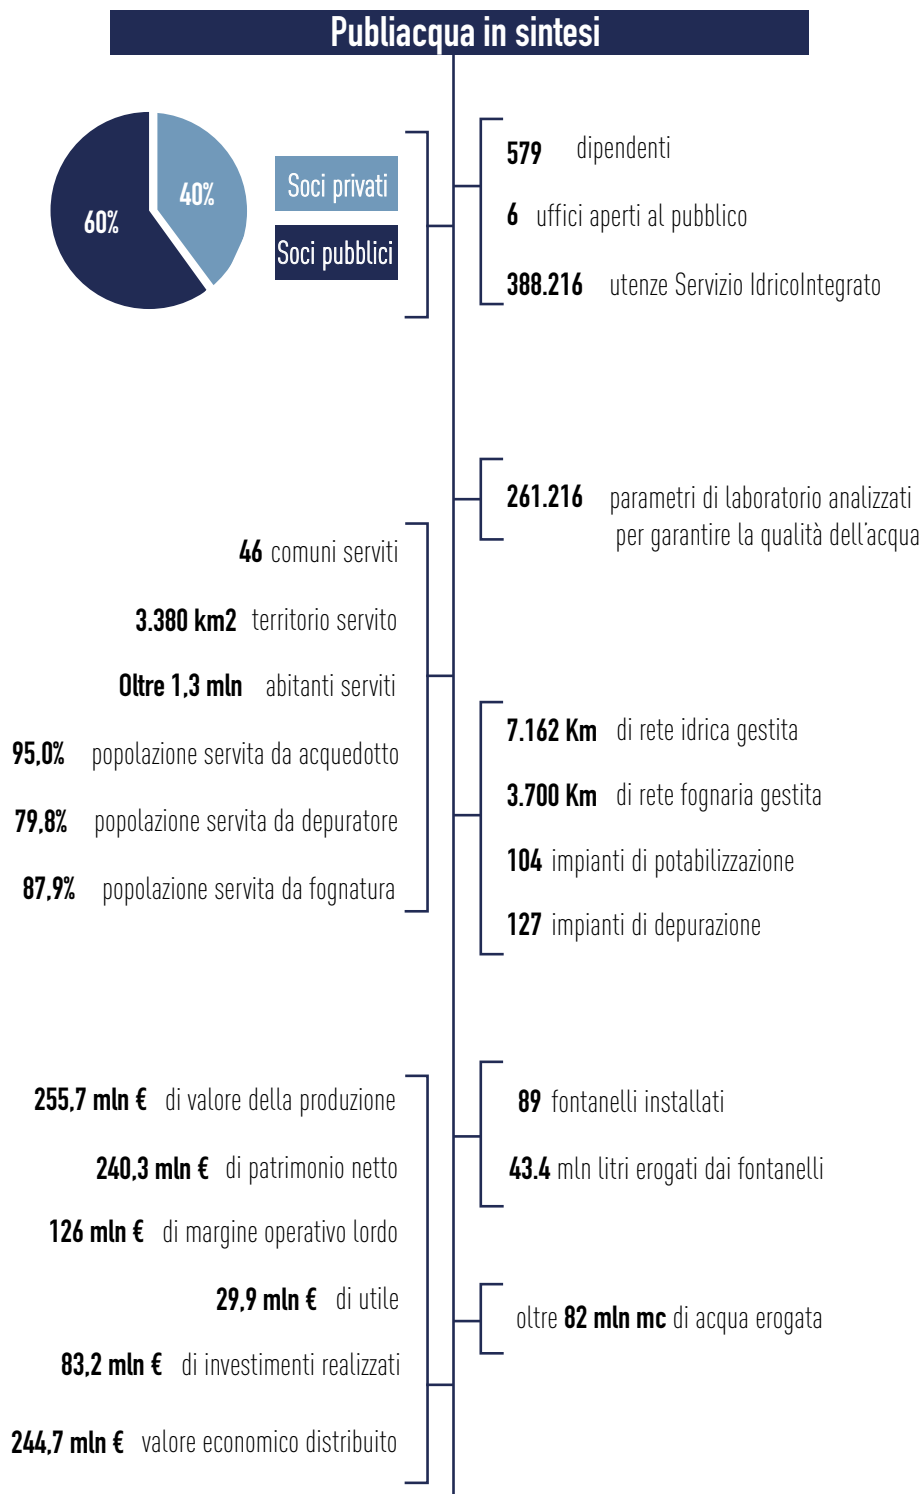 Publiacqua in sintesi
60%
40%
Soci privati
Soci pubblici
579 dipendenti
6 uffici aperti al pubblico
388.216 utenze Servizio IdricoIntegrato
261.216 parametri di laboratorio analizzati
per garantire la qualità dell'acqua
46 comuni serviti
3.380 km2 territorio servito
Oltre 1,3 mln abitanti serviti
95,0% popolazione servita da acquedotto
79,8% popolazione servita da depuratore
87,9% popolazione servita da fognatura
7.162 Km di rete idrica gestita
3.700 Km di rete fognaria gestita
104 impianti di potabilizzazione
127 impianti di depurazione
255,7 mln € di valore della produzione
240,3 mln € di patrimonio netto
126 mln € di margine operativo lordo
29,9 mln € di utile
83,2 mln € di investimenti realizzati
244,7 mln € valore economico distribuito
89 fontanelli installati
43.4 mln litri erogati dai fontanelli
oltre 82 mln mc di acqua erogata